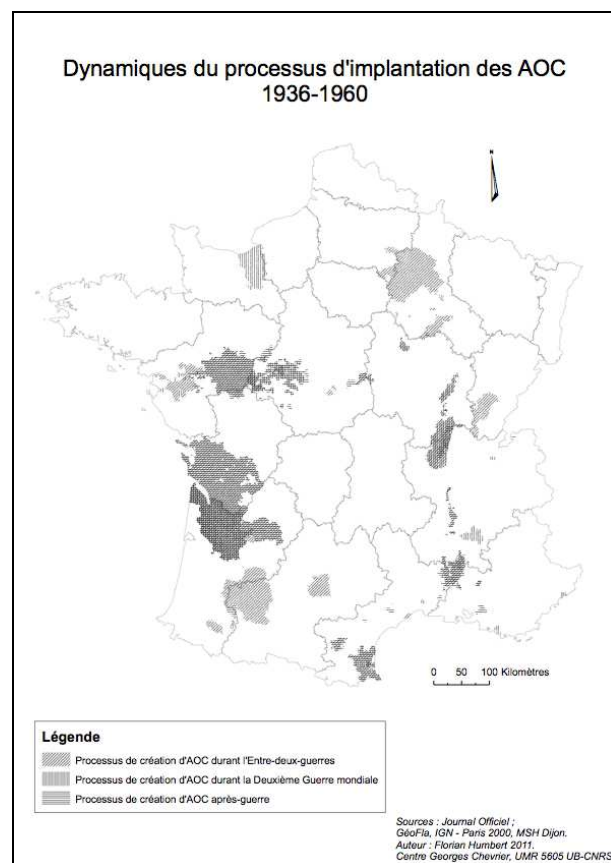 Dynamiques du processus d'implantation des AOC
1936-1960
N
0 50 100 Kilomètres
Légende
Processus de création d'AOC durant l'Entre-deux-guerres
Processus de création d'AOC durant la Deuxième Guerre mondiale
Processus de création d'AOC après-guerre
Sources : Journal Officiel ;
GéoFla, IGN - Paris 2000, MSH Dijon.
Auteur : Florian Humbert 2011.
Centre Georges Chevrier, UMR 5605 UB-CNRS